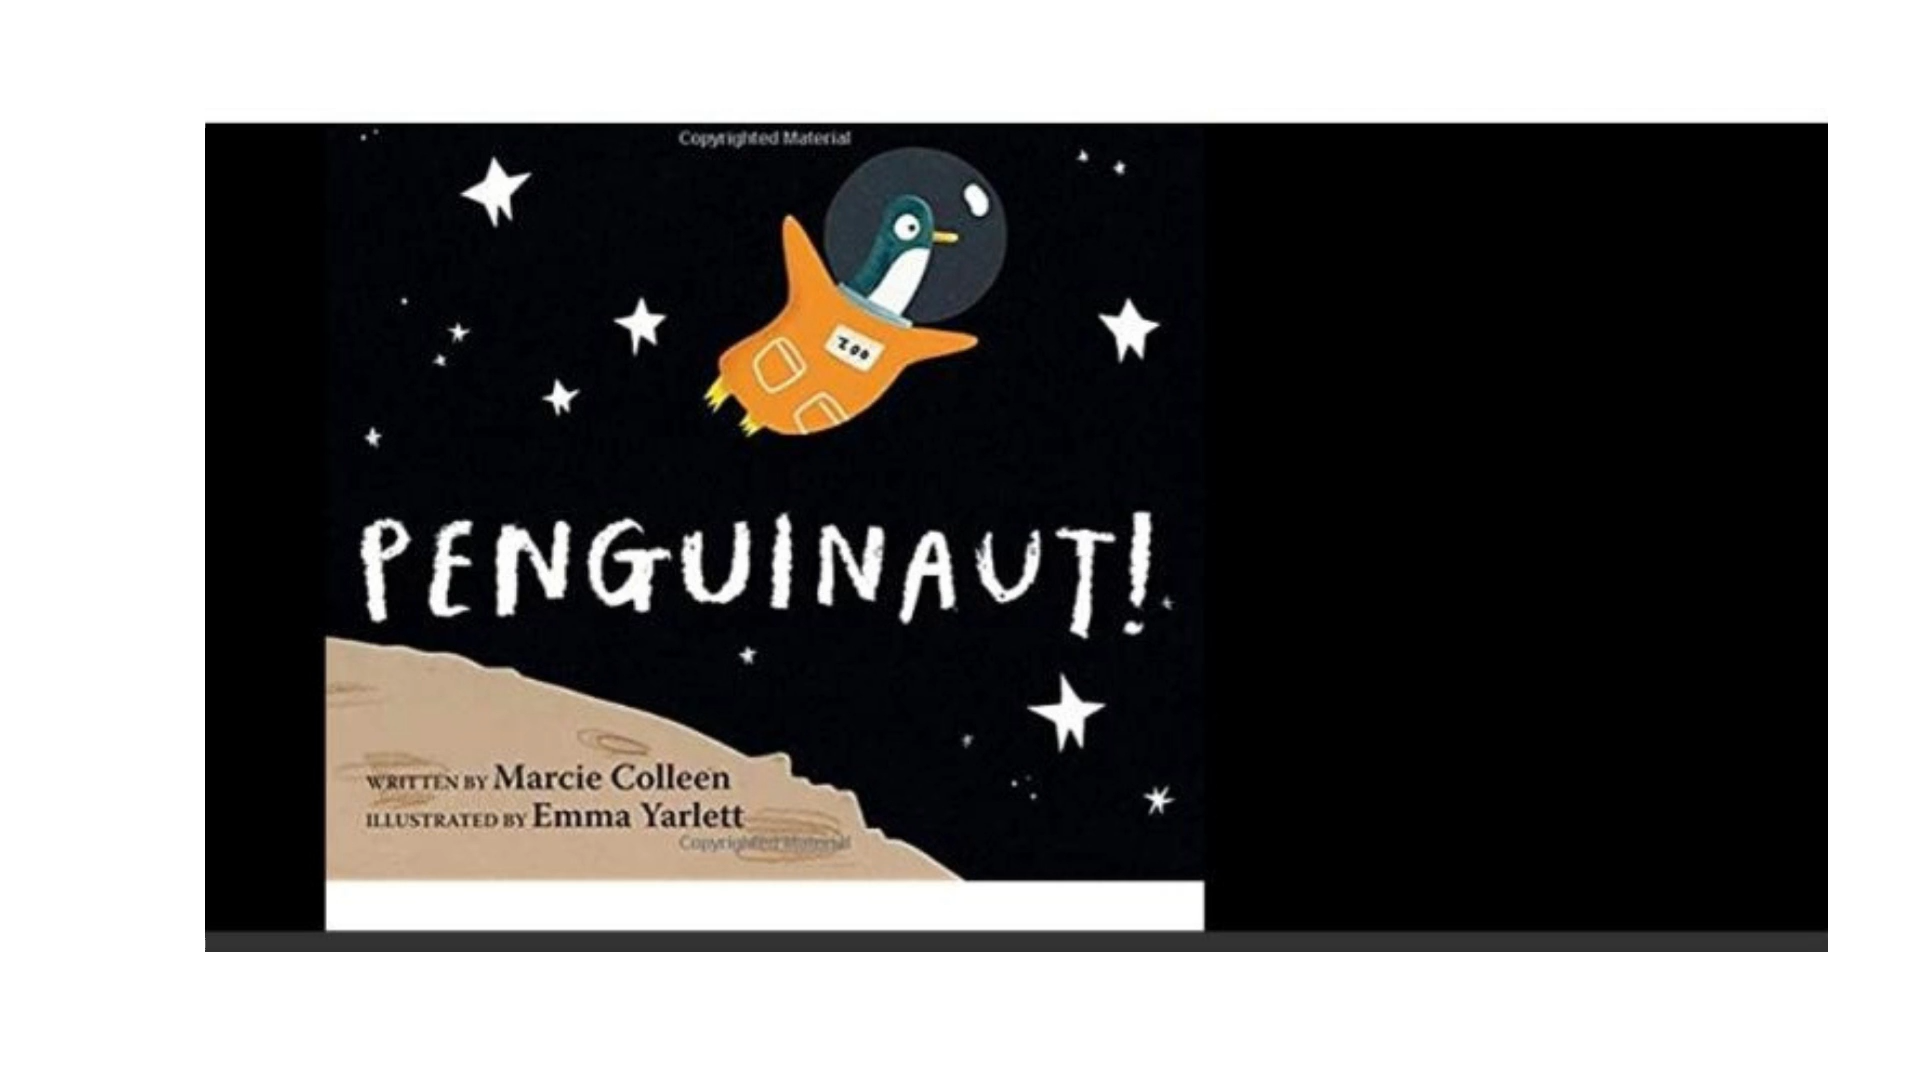 Copyrighted Material
ZOO
PENGUINAUT!
WRITTEN BY Marcie Colleen
ILLUSTRATED BY Emma Yarlett
Copyrighted Material